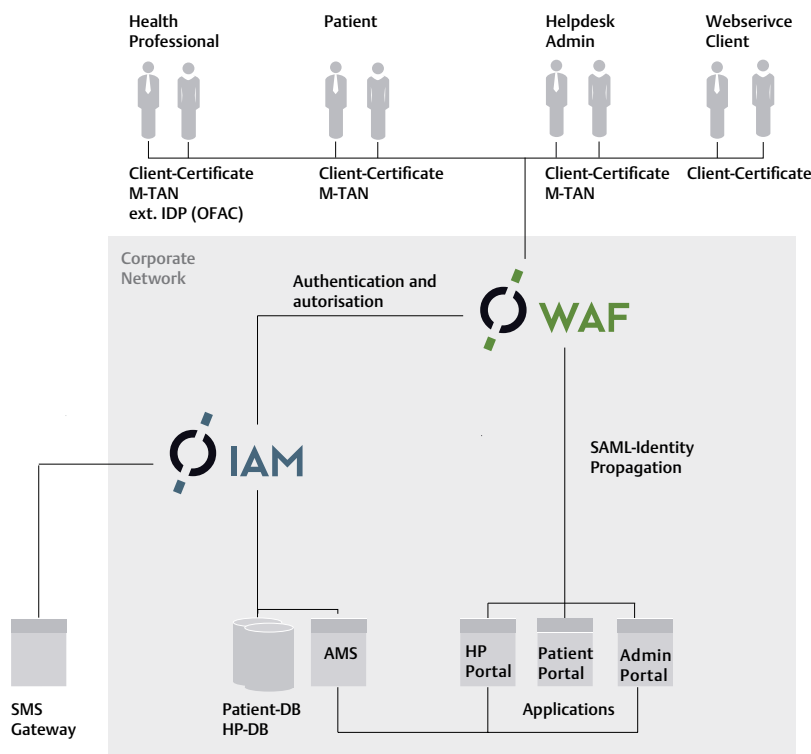 Health
Professional
Patient
Helpdesk
Admin
Webserivce
Client
Client-Certificate
M-TAN
ext. IDP (OFAC)
Client-Certificate
M-TAN
Client-Certificate
M-TAN
Client-Certificate
Corporate
Network
Authentication and
autorisation
WAF
IAM
SAML-Identity
Propagation
AMS
HP
Portal
Patient
Portal
Admin
Portal
SMS
Gateway
Patient-DB
HP-DB
Applications